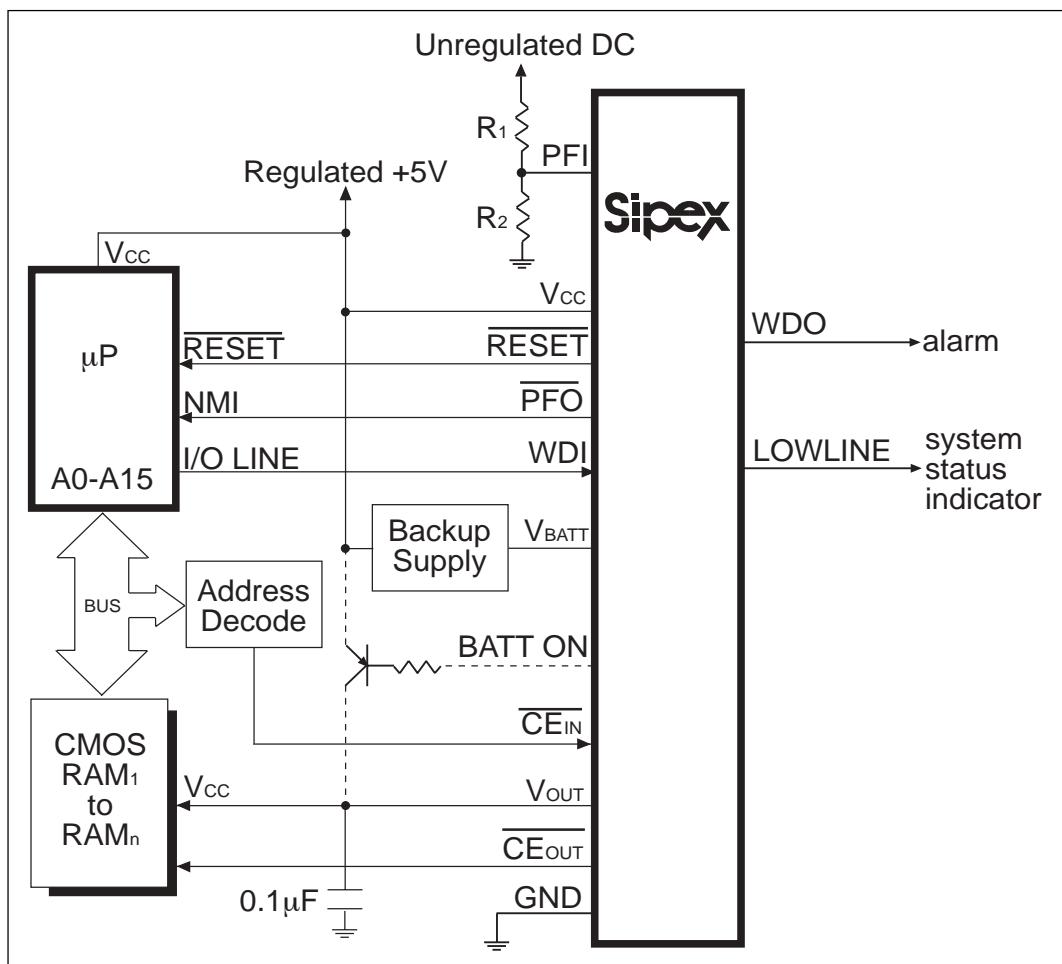 Unregulated DC
R1
PFI
Regulated +5V
R2
Sipex
VCC
VCC
μP
RESET
RESET
WDO
alarm
NMI
PFO
I/O LINE
WDI
A0-A15
LOWLINE
system
status
indicator
Backup
Supply
VBATT
BUS
Address
Decode
BATT ON
CEIN
CMOS
RAM1
to
RAMn
VCC
VOUT
CEOUT
0.1μF
GND